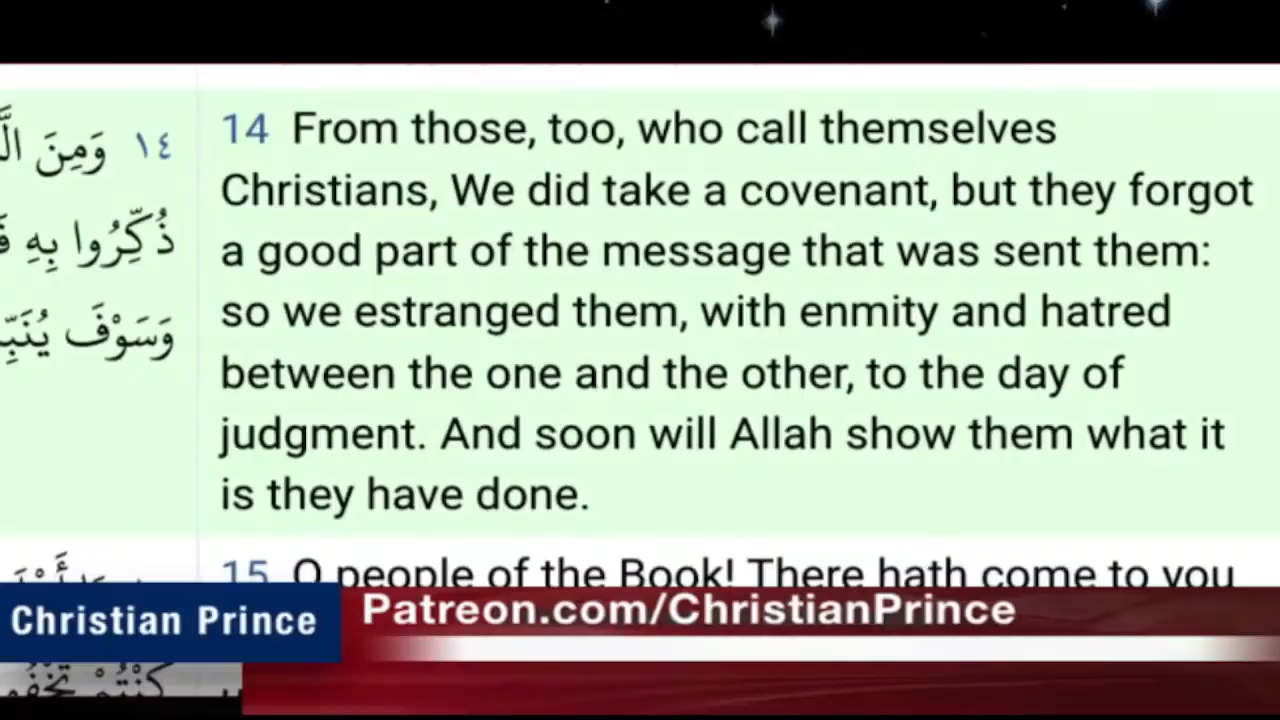 ١٤ وَمِنَ
ذُكِّرُوا بِهِ
وَسَوْفَ
14 From those, too, who call themselves
Christians, We did take a covenant, but they forgot
a good part of the message that was sent them:
so we estranged them, with enmity and hatred
between the one and the other, to the day of
judgment. And soon will Allah show them what it
is they have done.
15 O people of the Book! There hath come to you
Christian Prince
Patreon.com/ChristianPrince